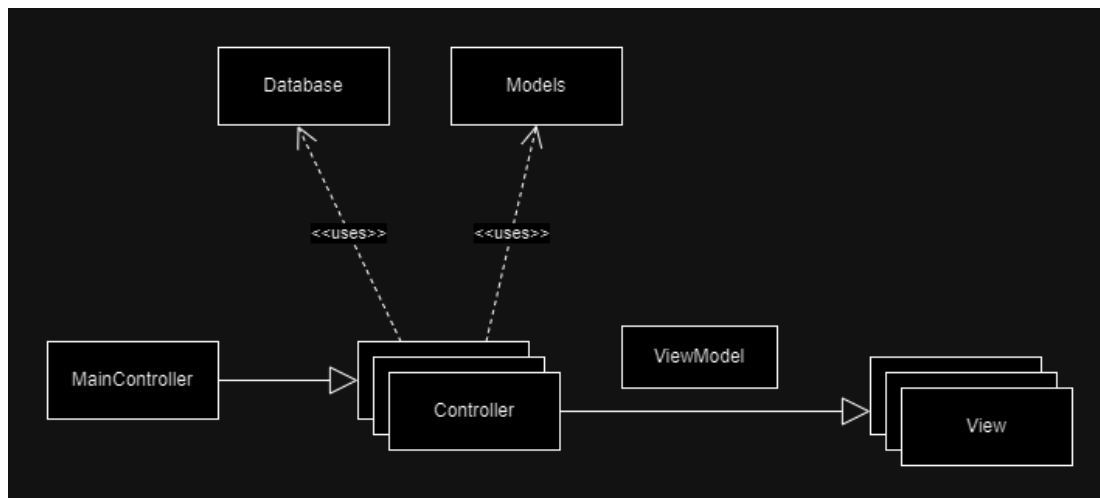 Database
Models
<<uses>>
<<uses>>
MainController
ViewModel
Controller
View